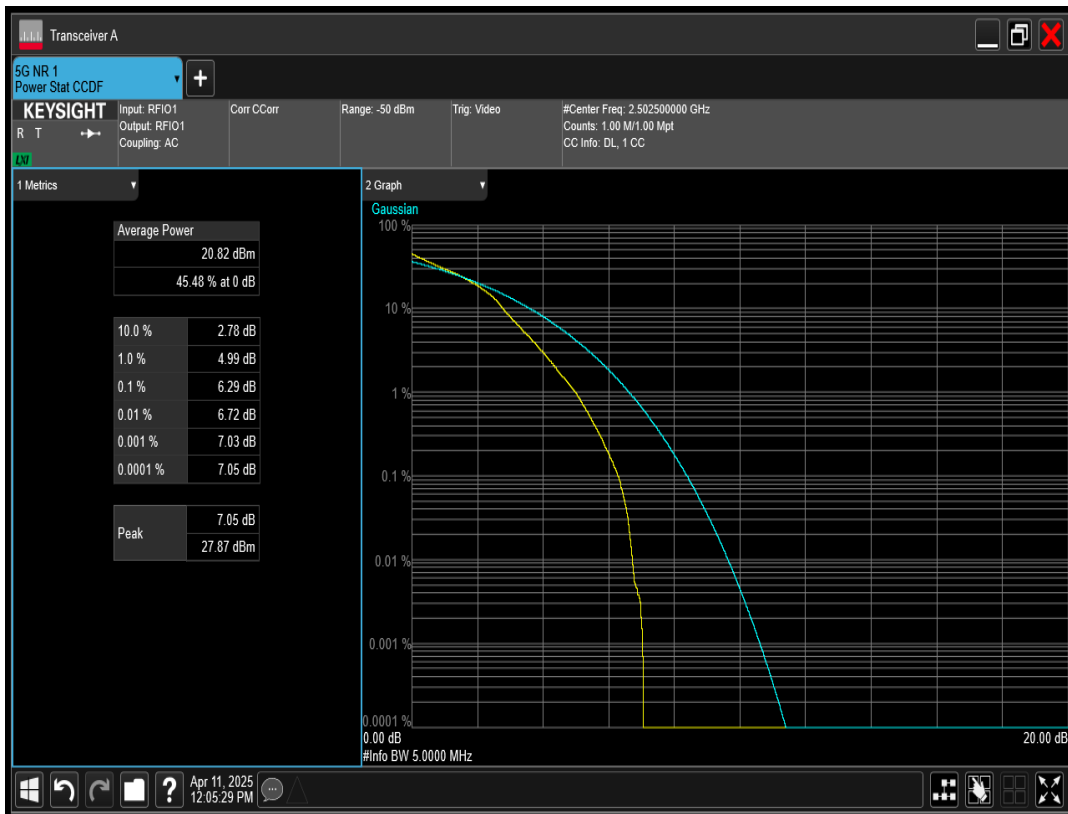 Transceiver A
5G NR 1
Power Stat CCDF
+
KEYSIGHT
R T
LXI
Input: RFIO1
Output: RFIO1
Coupling: AC
Corr CCorr
Range: -50 dBm
Trig: Video
#Center Freq: 2.502500000 GHz
Counts: 1.00 M/1.00 Mpt
CC Info: DL, 1 CC
1 Metrics
Average Power
20.82 dBm
45.48 % at 0 dB
10.0 % 2.78 dB
1.0 % 4.99 dB
0.1 % 6.29 dB
0.01 % 6.72 dB
0.001 % 7.03 dB
0.0001 % 7.05 dB
Peak
7.05 dB
27.87 dBm
2 Graph
Gaussian
100 %
10 %
1 %
0.1 %
0.01 %
0.001 %
0.0001 %
0.00 dB
20.00 dB
#Info BW 5.0000 MHz
?
Apr 11, 2025
12:05:29 PM